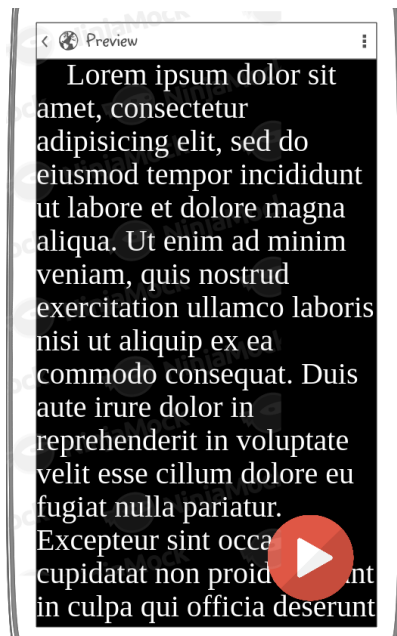 Preview
Lorem ipsum dolor sit
amet, consectetur
adipisicing elit, sed do
eiusmod tempor incididunt
ut labore et dolore magna
aliqua. Ut enim ad minim
veniam, quis nostrud
exercitation ullamco laboris
nisi ut aliquip ex ea
commodo consequat. Duis
aute irure dolor in
reprehenderit in voluptate
velit esse cillum dolore eu
fugiat nulla pariatur.
Excepteur sint
cupidatat non
in culpa qui officia deserunt